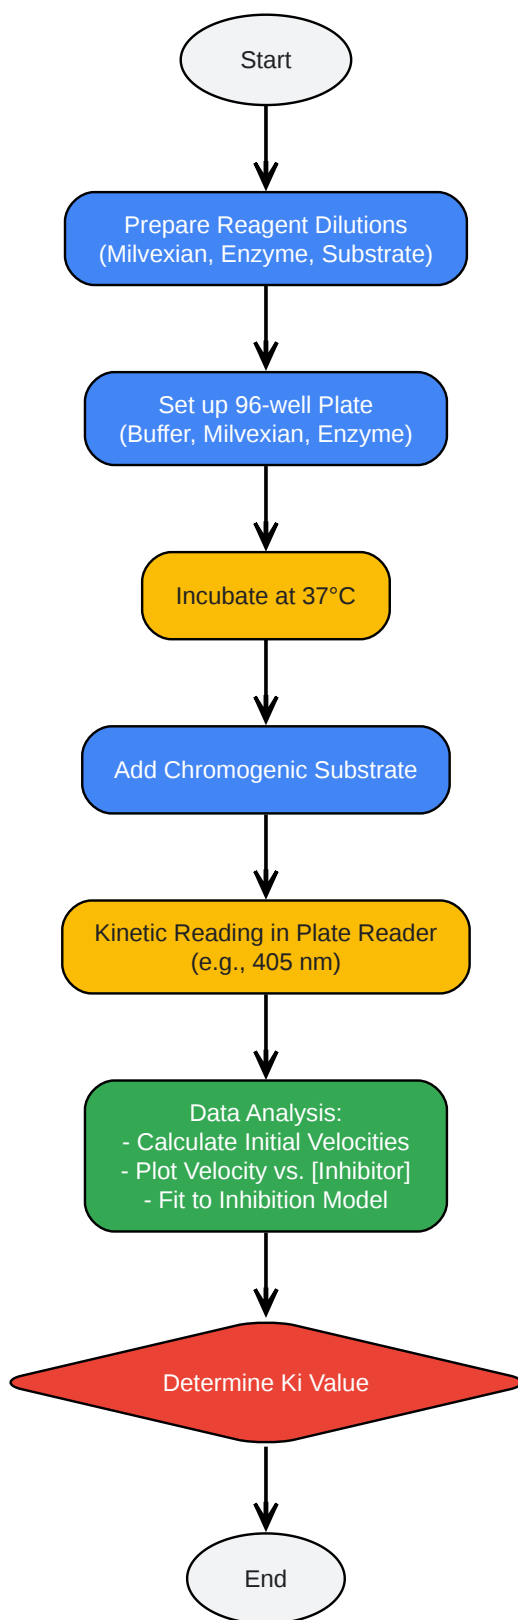 Start
Prepare Reagent Dilutions
(Milvexian, Enzyme, Substrate)
Set up 96-well Plate
(Buffer, Milvexian, Enzyme)
Incubate at 37°C
Add Chromogenic Substrate
Kinetic Reading in Plate Reader
(e.g., 405 nm)
Data Analysis:
- Calculate Initial Velocities
- Plot Velocity vs. [Inhibitor]
- Fit to Inhibition Model
Determine Ki Value
End